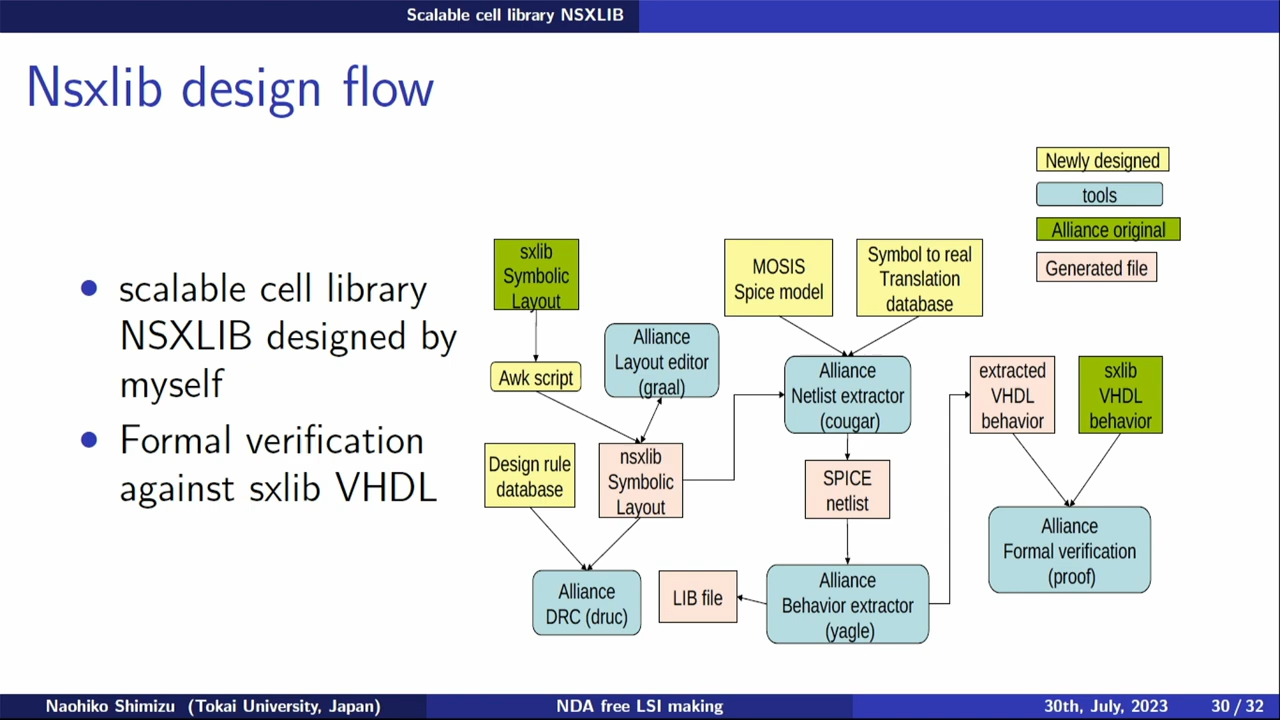 Scalable cell library NSXLIB
Nsxlib design flow
scalable cell library
NSXLIB designed by
myself
Formal verification
against sxlib VHDL
Newly designed
tools
Alliance original
Generated file
sxlib
Symbolic
Layout
MOSIS
Spice model
Symbol to real
Translation
database
Awk script
Alliance
Layout editor
(graal)
Alliance
Netlist extractor
(cougar)
extracted
VHDL
behavior
sxlib
VHDL
behavior
Design rule
database
nsxlib
Symbolic
Layout
SPICE
netlist
Alliance
Formal verification
(proof)
Alliance
DRC (druc)
LIB file
Alliance
Behavior extractor
(yagle)
Naohiko Shimizu (Tokai University, Japan)
NDA free LSI making
30th, July, 2023
30 / 32